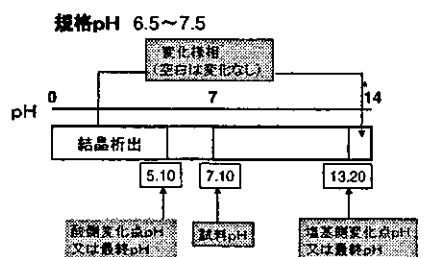 規格pH 6.5～7.5
変化様相
(空白は変化なし)
0 7 14
pH
結晶析出
5.10 7.10 13.20
酸側変化点pH
又は最終pH
試料pH
塩基側変化点pH
又は最終pH